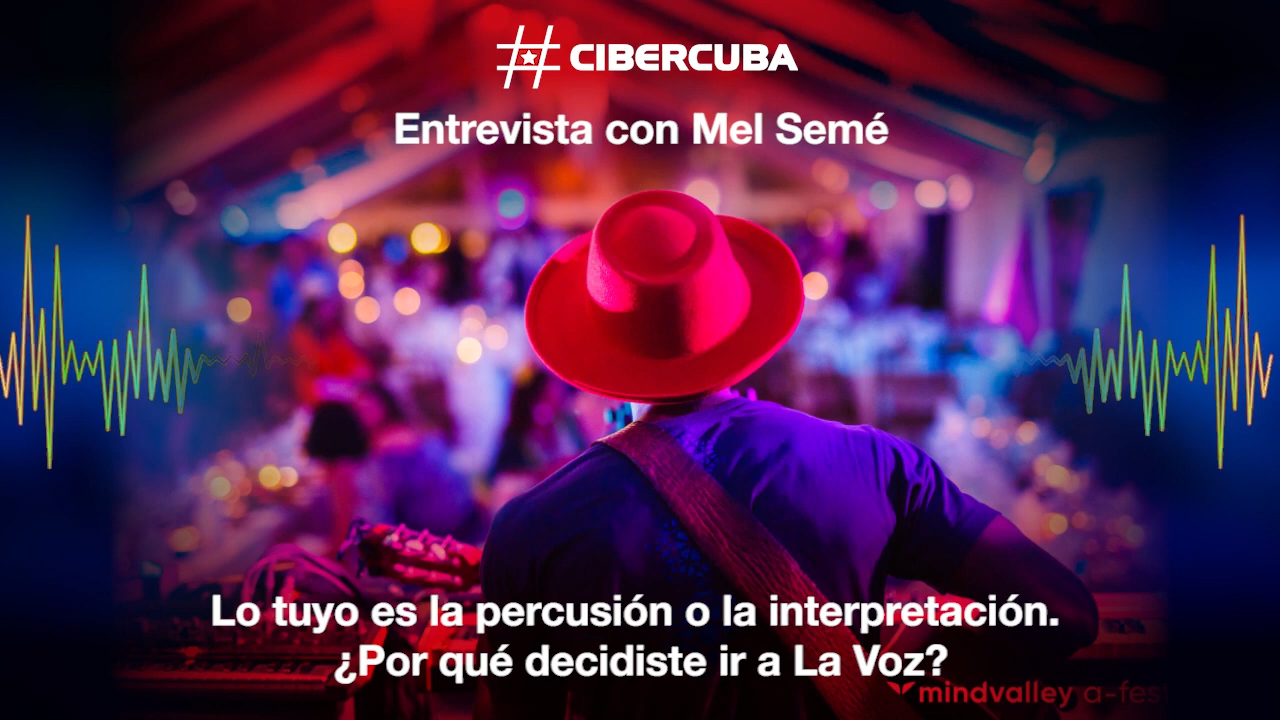 CIBERCUBA
Entrevista con Mel Semé
Lo tuyo es la percusión o la interpretación.
¿Por qué decidiste ir a La Voz?
mindvalley a-fest